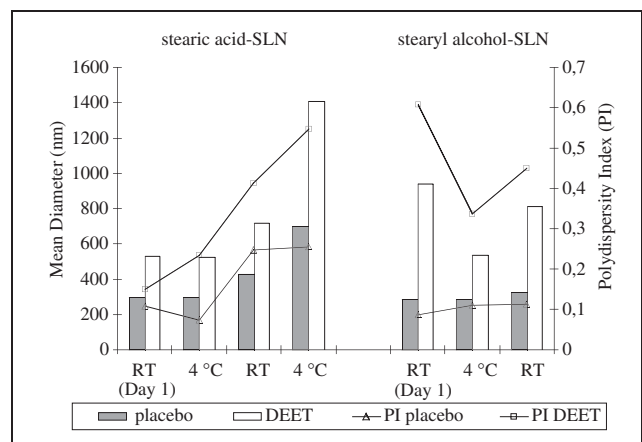 stearic acid-SLN stearyl alcohol-SLN
1600 0,7
1400 0,6
1200 0,5
1000 0,4
800 0,3
600 0,2
400 0,1
200 0
0
Mean Diameter (nm)
Polydispersity Index (PI)
RT 4 °C RT 4 °C RT 4 °C RT
(Day 1) (Day 1)
placebo DEET PI placebo PI DEET